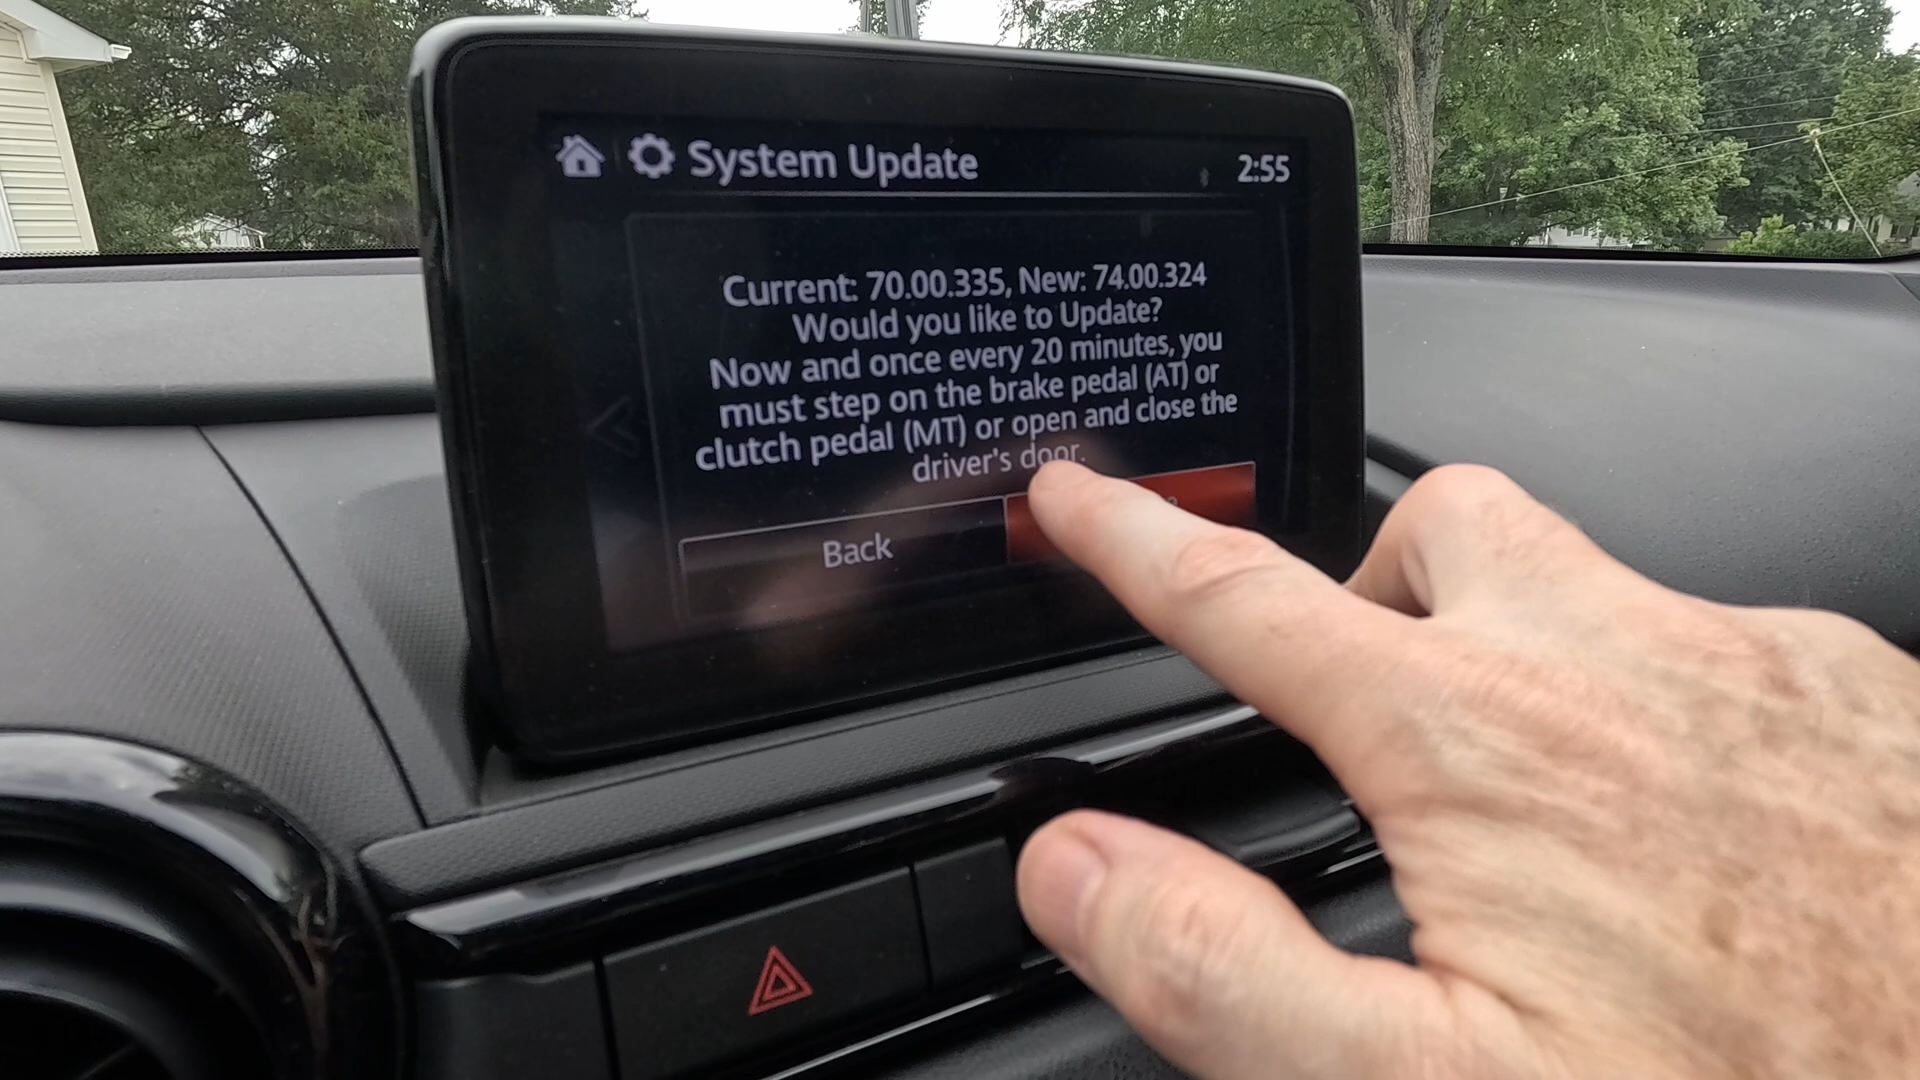 System Update
2:55
Current: 70.00.335, New: 74.00.324
Would you like to Update?
Now and once every 20 minutes, you
must step on the brake pedal (AT) or
clutch pedal (MT) or open and close the
driver's door.
Back